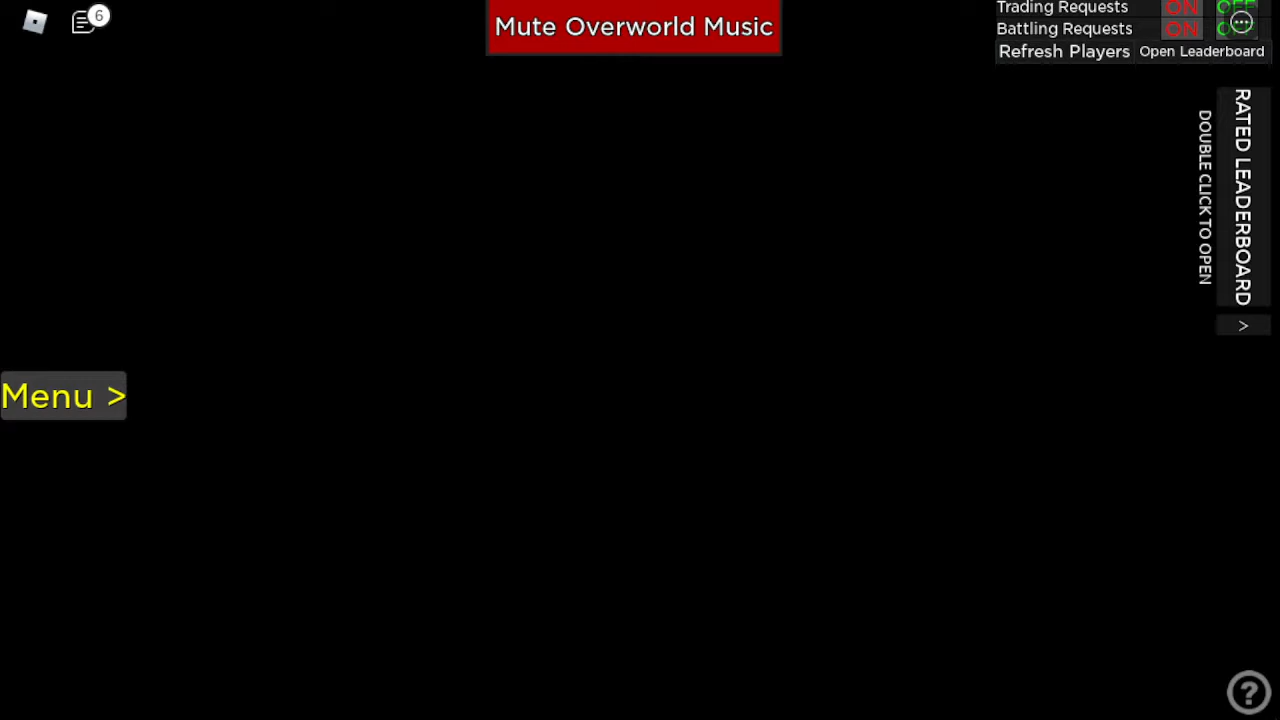 6
Mute Overworld Music
Trading Requests ON OFF
Battling Requests ON
Refresh Players Open Leaderboard
RATED LEADERBOARD
DOUBLE CLICK TO OPEN
>
Menu >
?